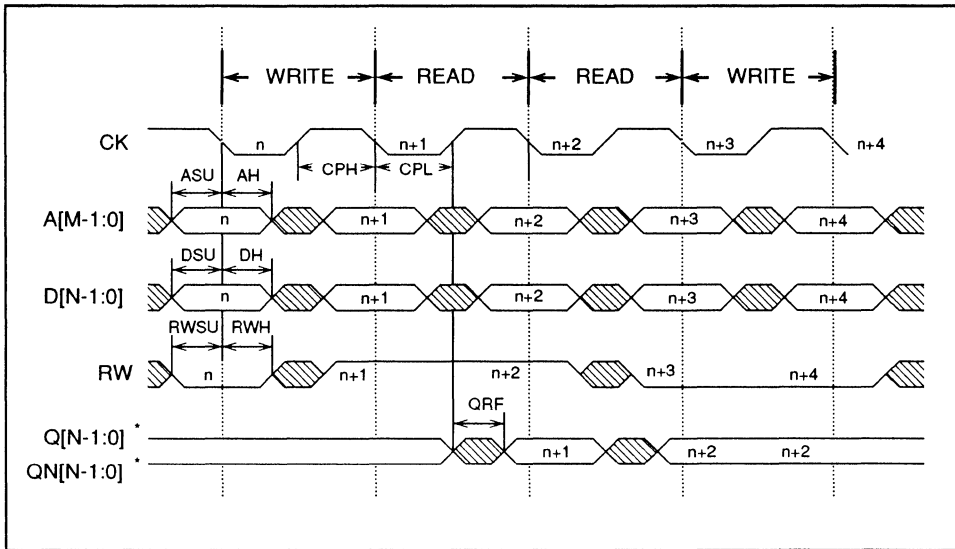 WRITE READ READ WRITE
CK n n+1 n+2 n+3 n+4
CPH CPL
ASU AH
A[M-1:0] n n+1 n+2 n+3 n+4
DSU DH
D[N-1:0] n n+1 n+2 n+3 n+4
RWSU RWH
RW n n+1 n+2 n+3 n+4
QRF
Q[N-1:0] *
n+1 n+2 n+2
QN[N-1:0] *